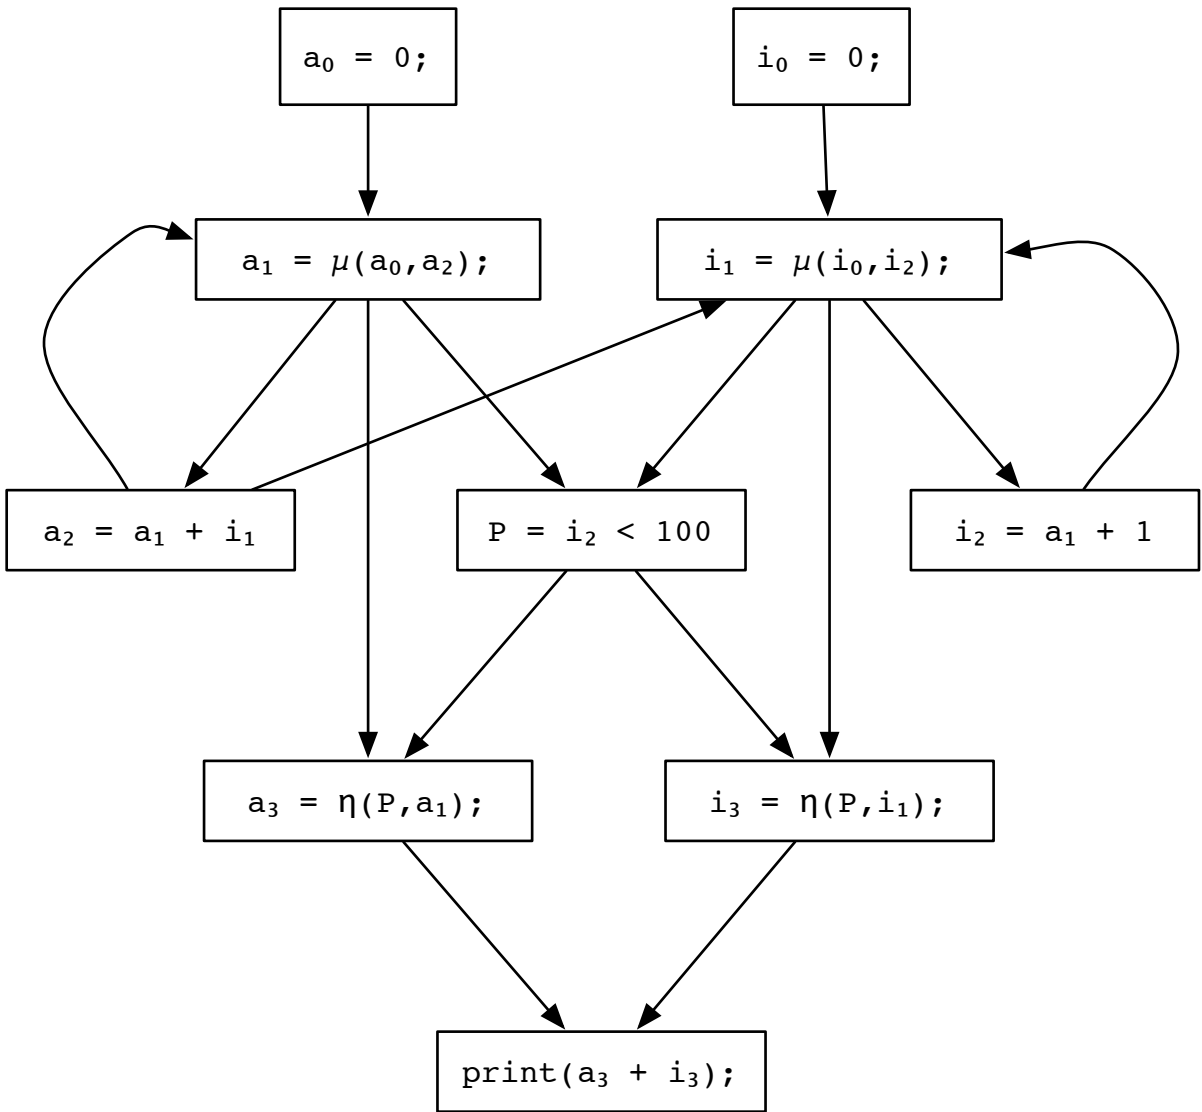 a₀ = 0;
i₀ = 0;
a₁ = μ(a₀,a₂);
i₁ = μ(i₀,i₂);
a₂ = a₁ + i₁
P = i₂ < 100
i₂ = a₁ + 1
a₃ = η(P,a₁);
i₃ = η(P,i₁);
print(a₃ + i₃);